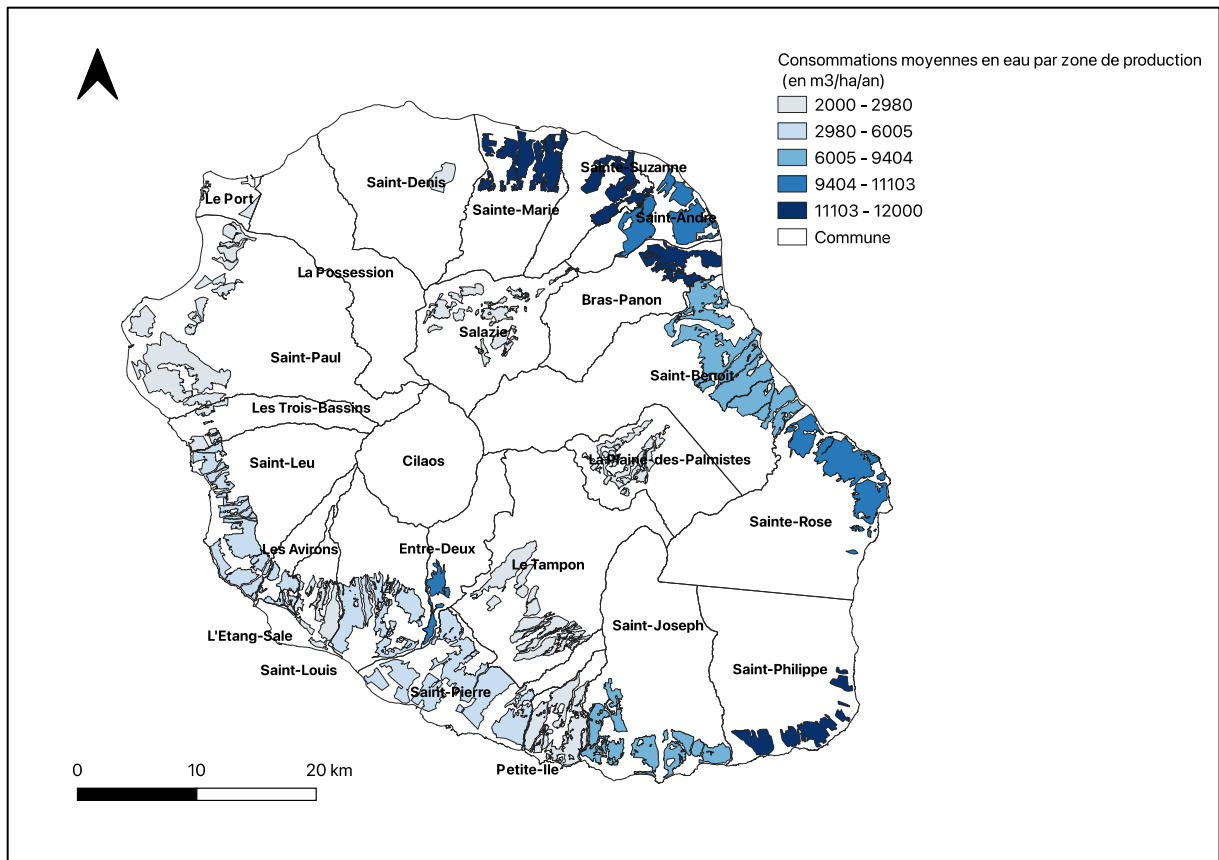 Consommations moyennes en eau par zone de production
(en m3/ha/an)
2000 - 2980
2980 - 6005
6005 - 9404
9404 - 11103
11103 - 12000
Commune
Sainte-Suzanne
Saint-Denis
Le Port
Sainte-Marie
Saint-André
La Possession
Bras-Panon
Salazie
Saint-Paul
Saint-Benoit
Les Trois-Bassins
Saint-Leu
Cilaos
La Plaine-des-Palmistes
Sainte-Rose
Les Avirons
Entre-Deux
Le Tampon
Saint-Joseph
L'Etang-Sale
Saint-Louis
Saint-Philippe
Saint-Pierre
Petite-Ile
0 10 20 km